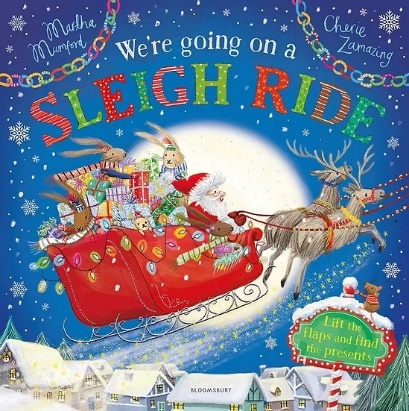 Martha
Mumford
Cherie
Zamazing
We're going on a
SLEIGH RIDE
Lift the
flaps and find
the presents
BLOOMSBURY